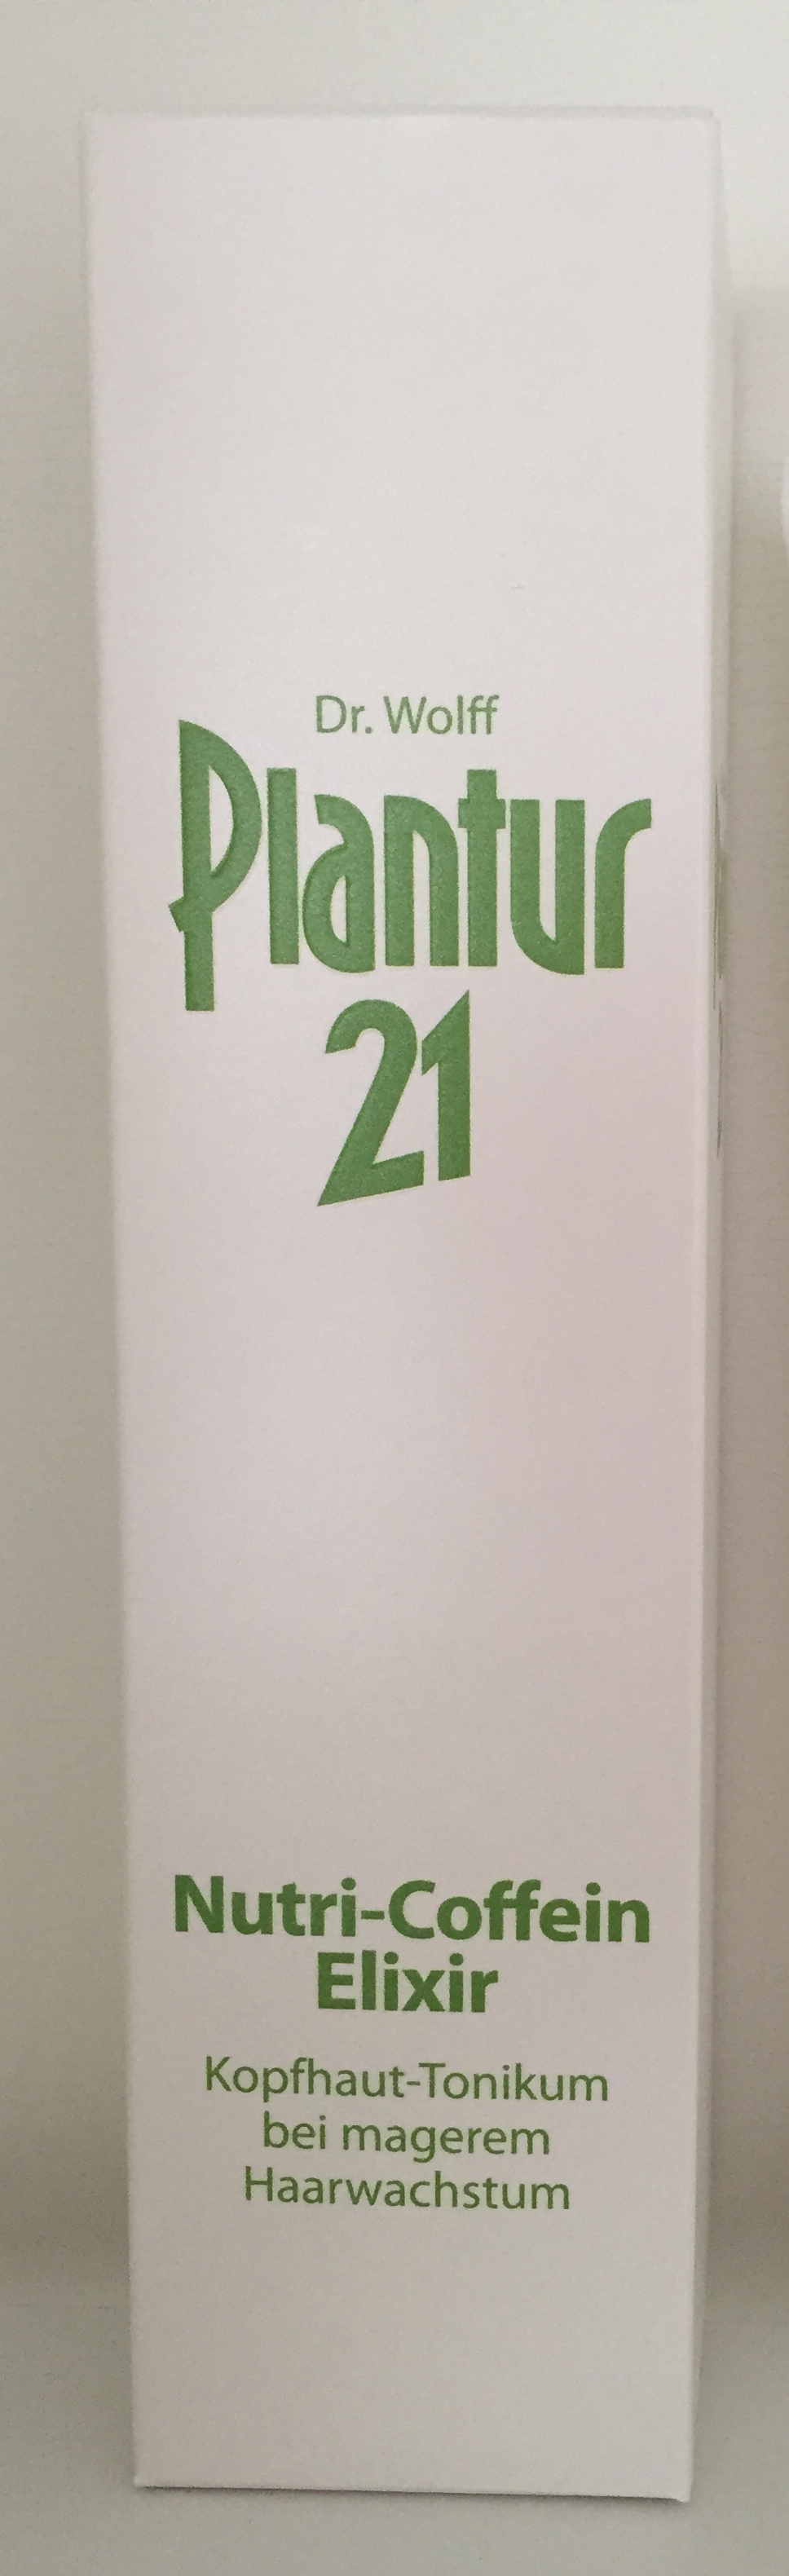 Dr. Wolff
Plantur
21
Nutri-Coffein
Elixir
Kopfhaut-Tonikum
bei magerem
Haarwachstum